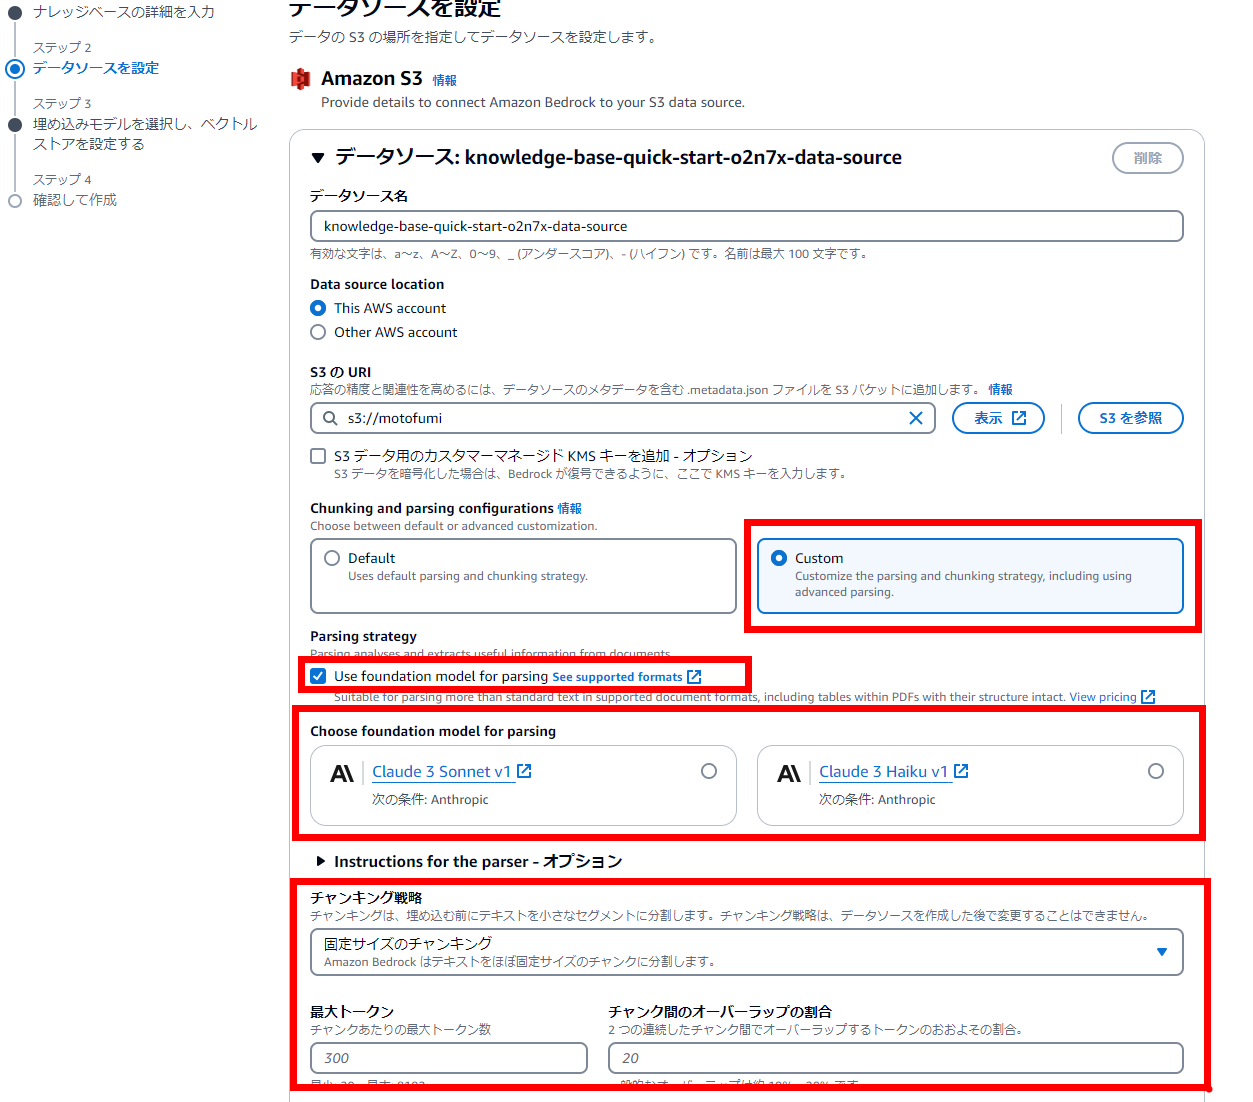 ナレッジベースの詳細を入力
ステップ 2
データソースを設定
ステップ 3
埋め込みモデルを選択し、ベクトル
ストアを設定する
ステップ 4
確認して作成
データソースを設定
データの S3 の場所を指定してデータソースを設定します。
Amazon S3 情報
Provide details to connect Amazon Bedrock to your S3 data source.
データソース: knowledge-base-quick-start-o2n7x-data-source
削除
データソース名
knowledge-base-quick-start-o2n7x-data-source
有効な文字は、a～z、A～Z、0～9、_ (アンダースコア)、- (ハイフン) です。名前は最大 100 文字です。
Data source location
This AWS account
Other AWS account
S3 の URI
応答の精度と関連性を高めるには、データソースのメタデータを含む .metadata.json ファイルを S3 バケットに追加します。 情報
s3://motofumi
表示
S3 を参照
S3 データ用のカスタマーマネージド KMS キーを追加 - オプション
S3 データを暗号化した場合は、Bedrock が復号できるように、ここで KMS キーを入力します。
Chunking and parsing configurations 情報
Choose between default or advanced customization.
Default
Uses default parsing and chunking strategy.
Custom
Customize the parsing and chunking strategy, including using
advanced parsing.
Parsing strategy
Parsing analyses and extracts useful information from documents
Use foundation model for parsing See supported formats
Suitable for parsing more than standard text in supported document formats, including tables within PDFs with their structure intact. View pricing
Choose foundation model for parsing
Claude 3 Sonnet v1
次の条件: Anthropic
Claude 3 Haiku v1
次の条件: Anthropic
Instructions for the parser - オプション
チャンキング戦略
チャンキングは、埋め込む前にテキストを小さなセグメントに分割します。チャンキング戦略は、データソースを作成した後で変更することはできません。
固定サイズのチャンキング
Amazon Bedrock はテキストをほぼ固定サイズのチャンクに分割します。
最大トークン
チャンクあたりの最大トークン数
300
チャンク間のオーバーラップの割合
2 つの連続したチャンク間でオーバーラップするトークンのおおよその割合。
20